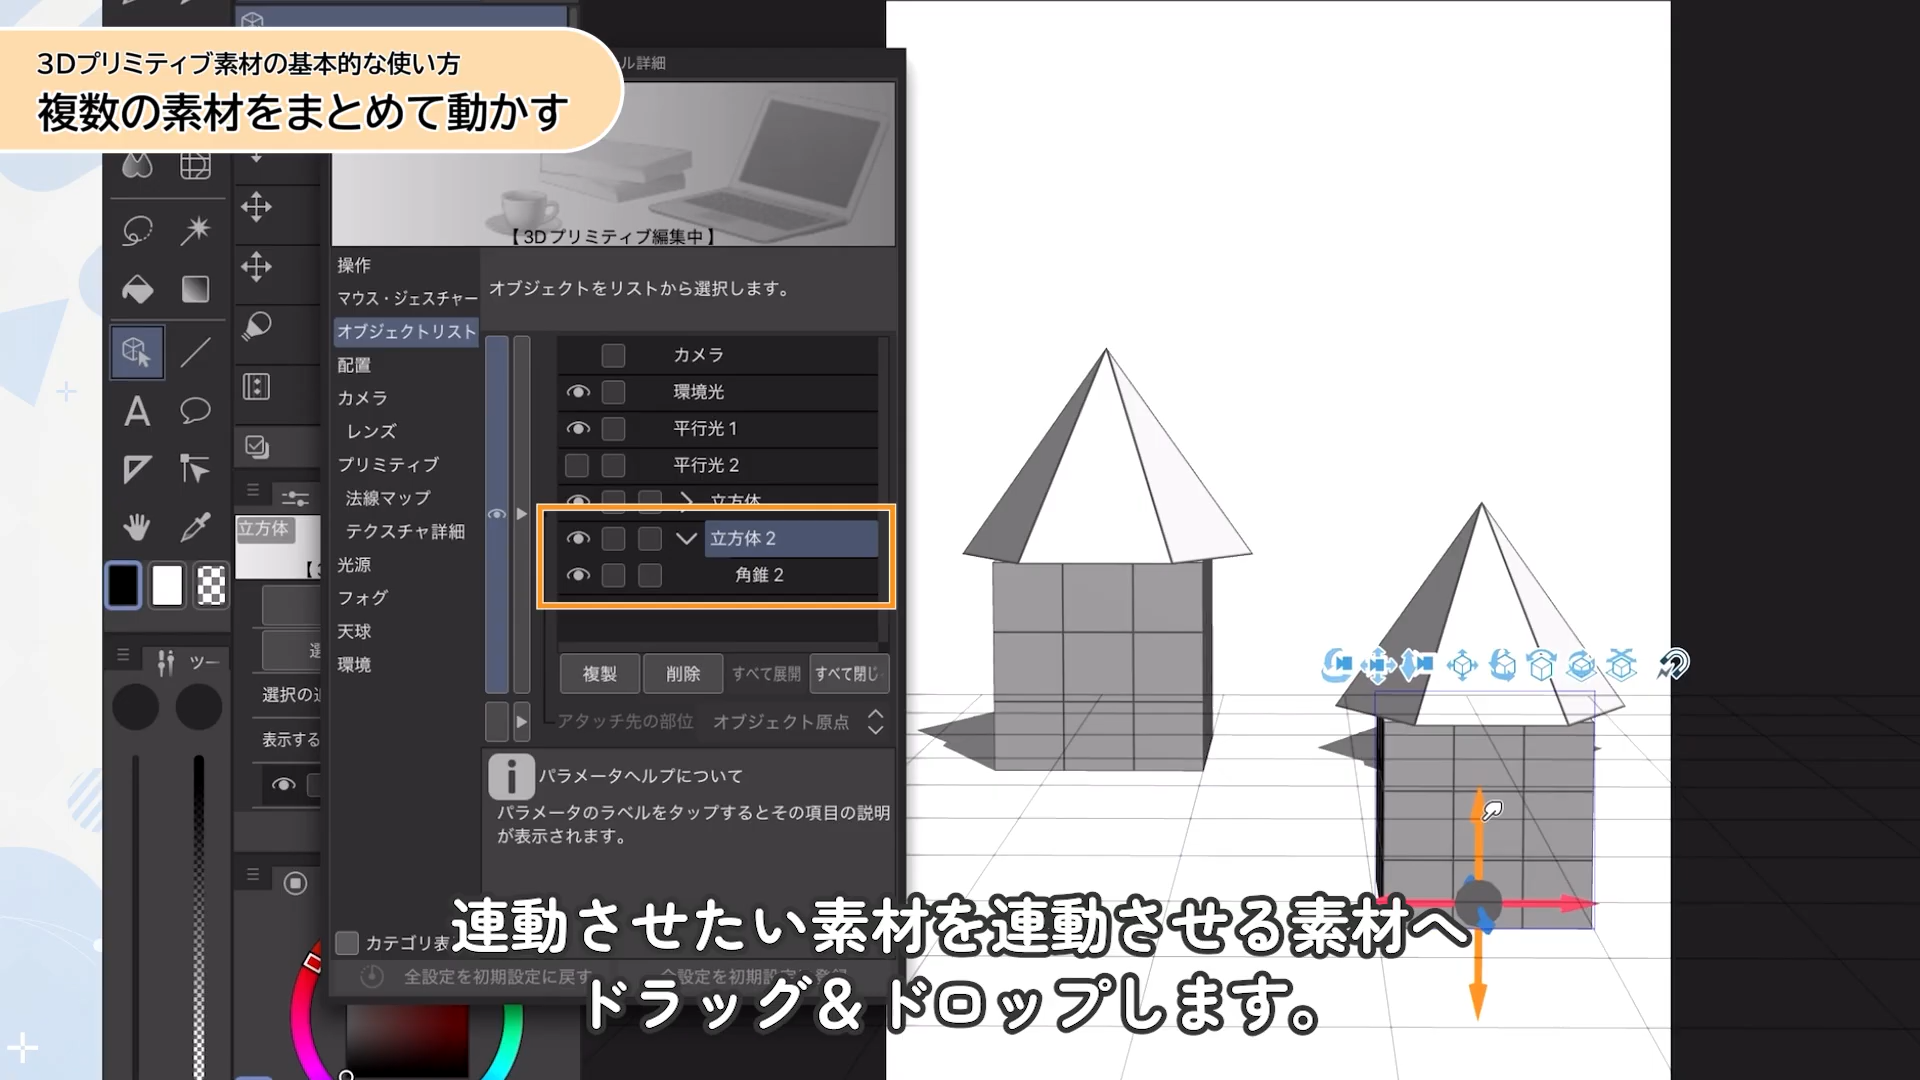 3Dプリミティブ素材の基本的な使い方
複数の素材をまとめて動かす
ル詳細
【 3Dプリミティブ編集中 】
操作
マウス・ジェスチャー
オブジェクトリスト
配置
カメラ
レンズ
プリミティブ
法線マップ
テクスチャ詳細
光源
フォグ
天球
環境
オブジェクトをリストから選択します。
カメラ
環境光
平行光 1
平行光 2
立方体
立方体 2
角錐 2
複製
削除
すべて展開
すべて閉じ
アタッチ先の部位
オブジェクト原点
パラメータヘルプについて
パラメータのラベルをタップするとその項目の説明
が表示されます。
立方体
選択の
表示する
ツー
A
カテゴリ表
全設定を初期設定に戻す
連動させたい素材を連動させる素材へ
ドラッグ&ドロップします。